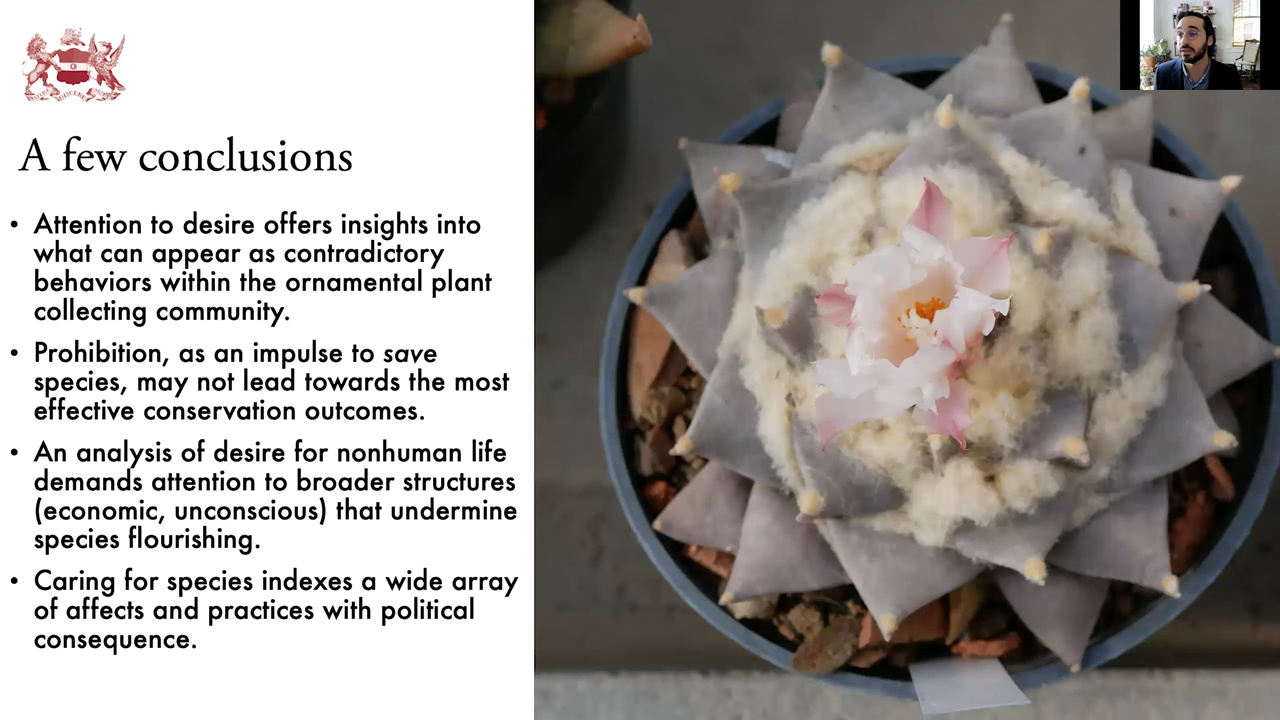 A few conclusions
• Attention to desire offers insights into
what can appear as contradictory
behaviors within the ornamental plant
collecting community.
• Prohibition, as an impulse to save
species, may not lead towards the most
effective conservation outcomes.
• An analysis of desire for nonhuman life
demands attention to broader structures
(economic, unconscious) that undermine
species flourishing.
• Caring for species indexes a wide array
of affects and practices with political
consequence.